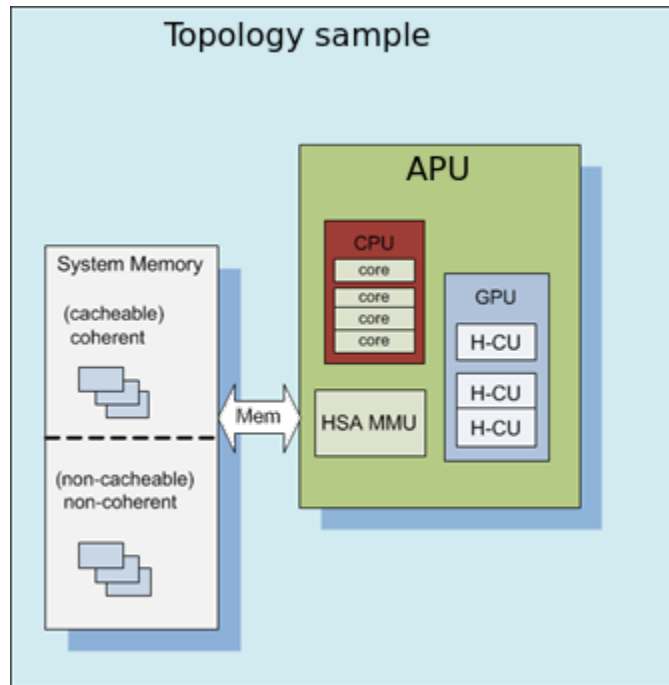 Topology sample
APU
CPU
core
core
core
core
GPU
H-CU
H-CU
H-CU
HSA MMU
System Memory
(cacheable)
coherent
Mem
(non-cacheable)
non-coherent